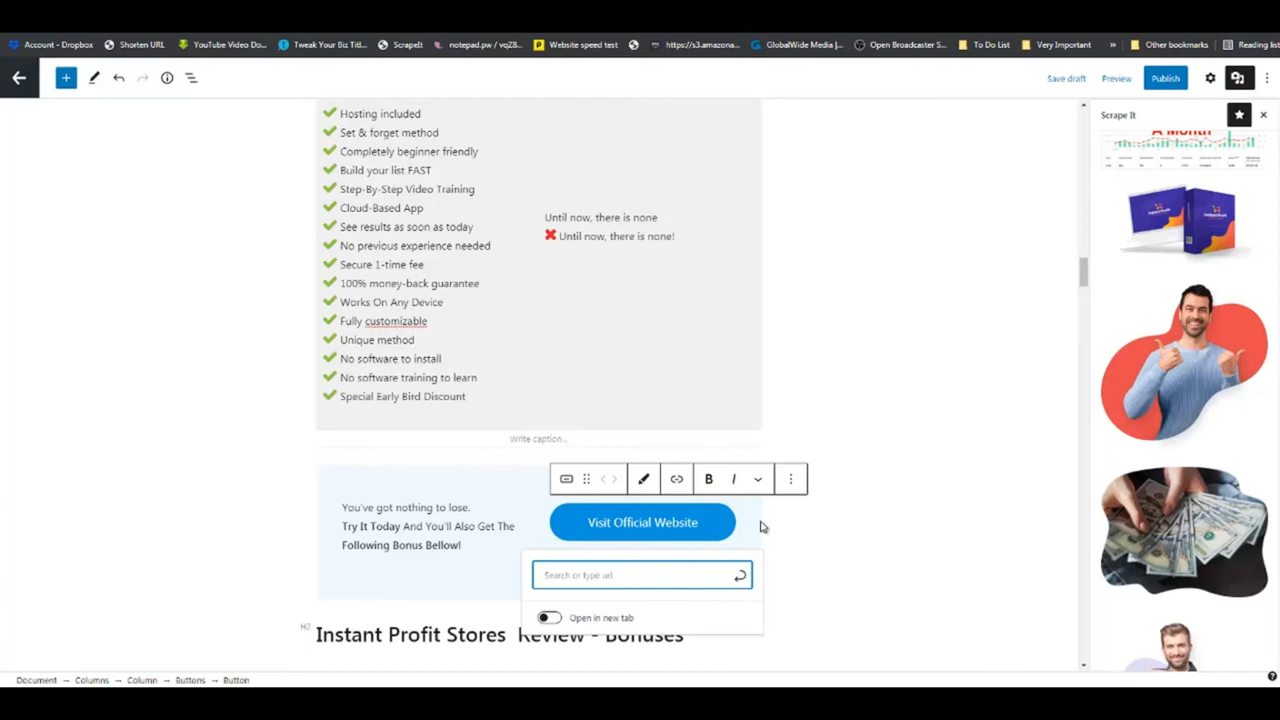 Account - Dropbox
Shorten URL
YouTube Video Do...
Tweak Your Biz Titl...
ScrapeIt
notepad.pw / vqZ8...
Website speed test
https://s3.amazona...
GlobalWide Media |...
Open Broadcaster S...
To Do List
Very Important
»
Other bookmarks
Reading list
Save draft
Preview
Publish
Hosting included
Set & forget method
Completely beginner friendly
Build your list FAST
Step-By-Step Video Training
Cloud-Based App
See results as soon as today
No previous experience needed
Secure 1-time fee
100% money-back guarantee
Works On Any Device
Fully customizable
Unique method
No software to install
No software training to learn
Special Early Bird Discount
Until now, there is none
Until now, there is none!
Write caption...
You've got nothing to lose.
Try It Today And You'll Also Get The
Following Bonus Bellow!
B I
Visit Official Website
Search or type url
Open in new tab
H2
Instant Profit Stores Review - Bonuses
Document → Columns → Column → Buttons → Button
Scrape It
A Month